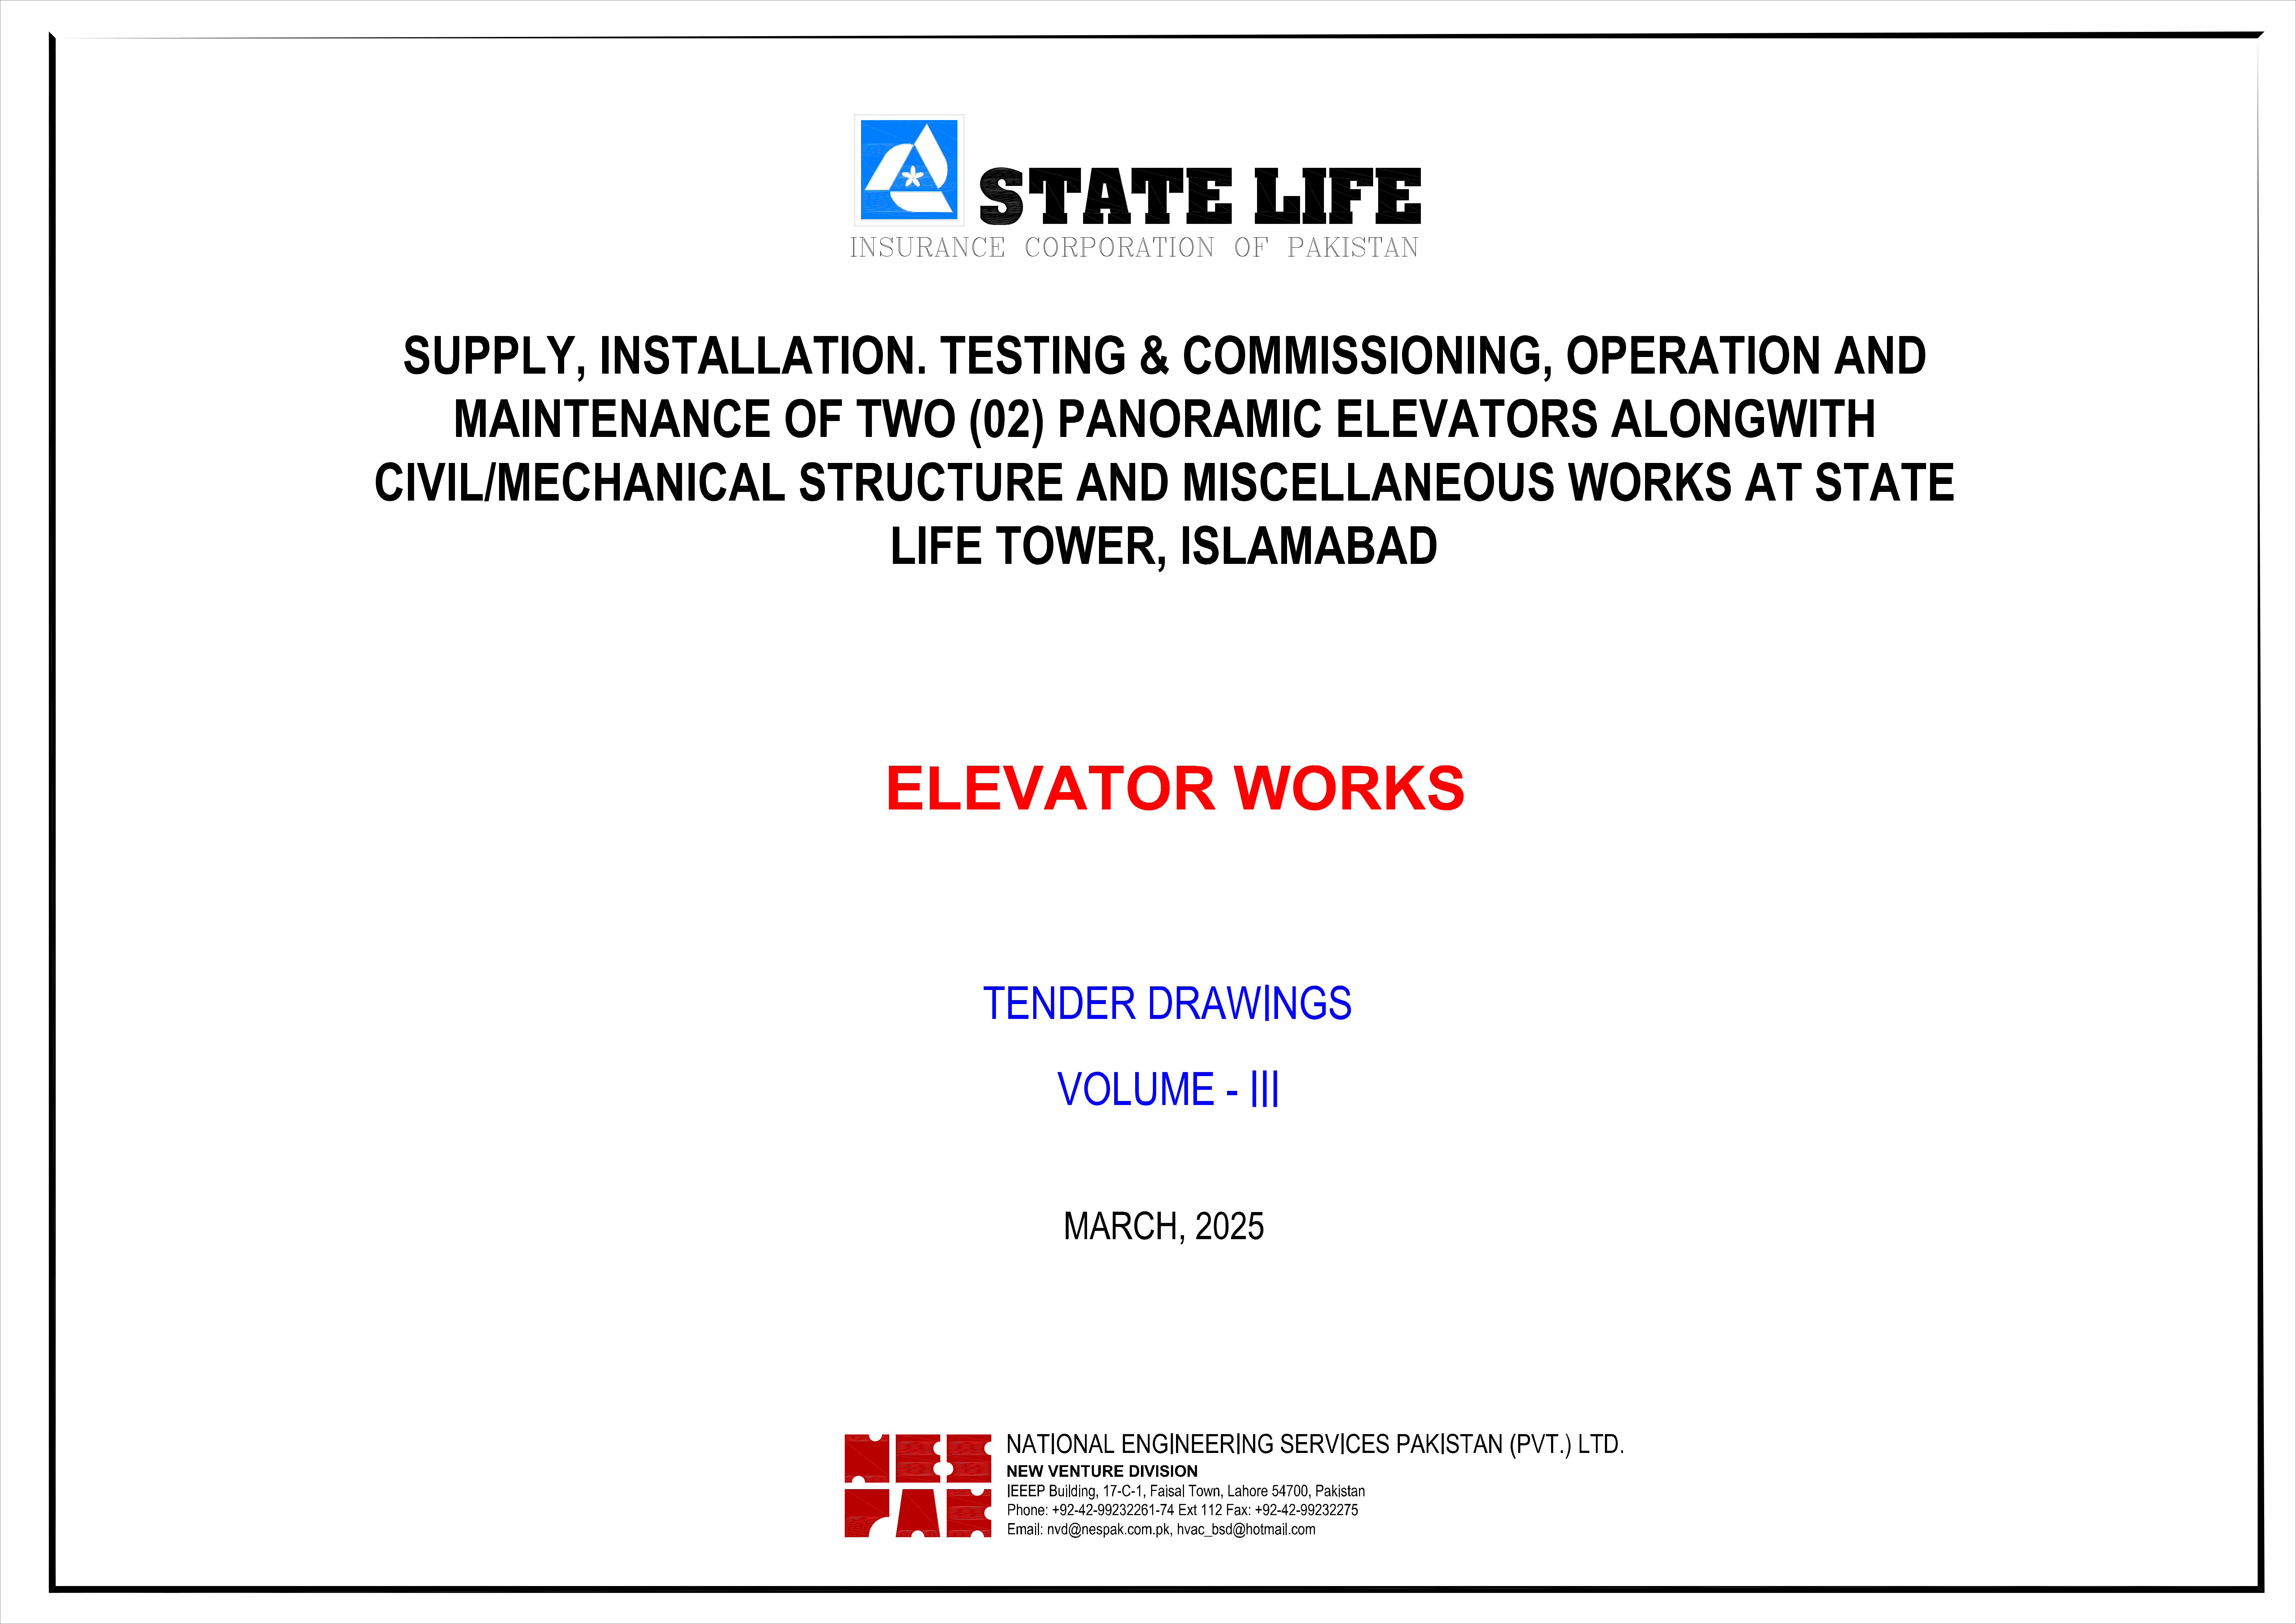 STATE LIFE
INSURANCE CORPORATION OF PAKISTAN
SUPPLY, INSTALLATION. TESTING & COMMISSIONING, OPERATION AND
MAINTENANCE OF TWO (02) PANORAMIC ELEVATORS ALONGWITH
CIVIL/MECHANICAL STRUCTURE AND MISCELLANEOUS WORKS AT STATE
LIFE TOWER, ISLAMABAD
ELEVATOR WORKS
TENDER DRAWINGS
VOLUME - III
MARCH, 2025
NATIONAL ENGINEERING SERVICES PAKISTAN (PVT.) LTD.
NEW VENTURE DIVISION
IEEEP Building, 17-C-1, Faisal Town, Lahore 54700, Pakistan
Phone: +92-42-99232261-74 Ext 112 Fax: +92-42-99232275
Email: nvd@nespak.com.pk, hvac_bsd@hotmail.com